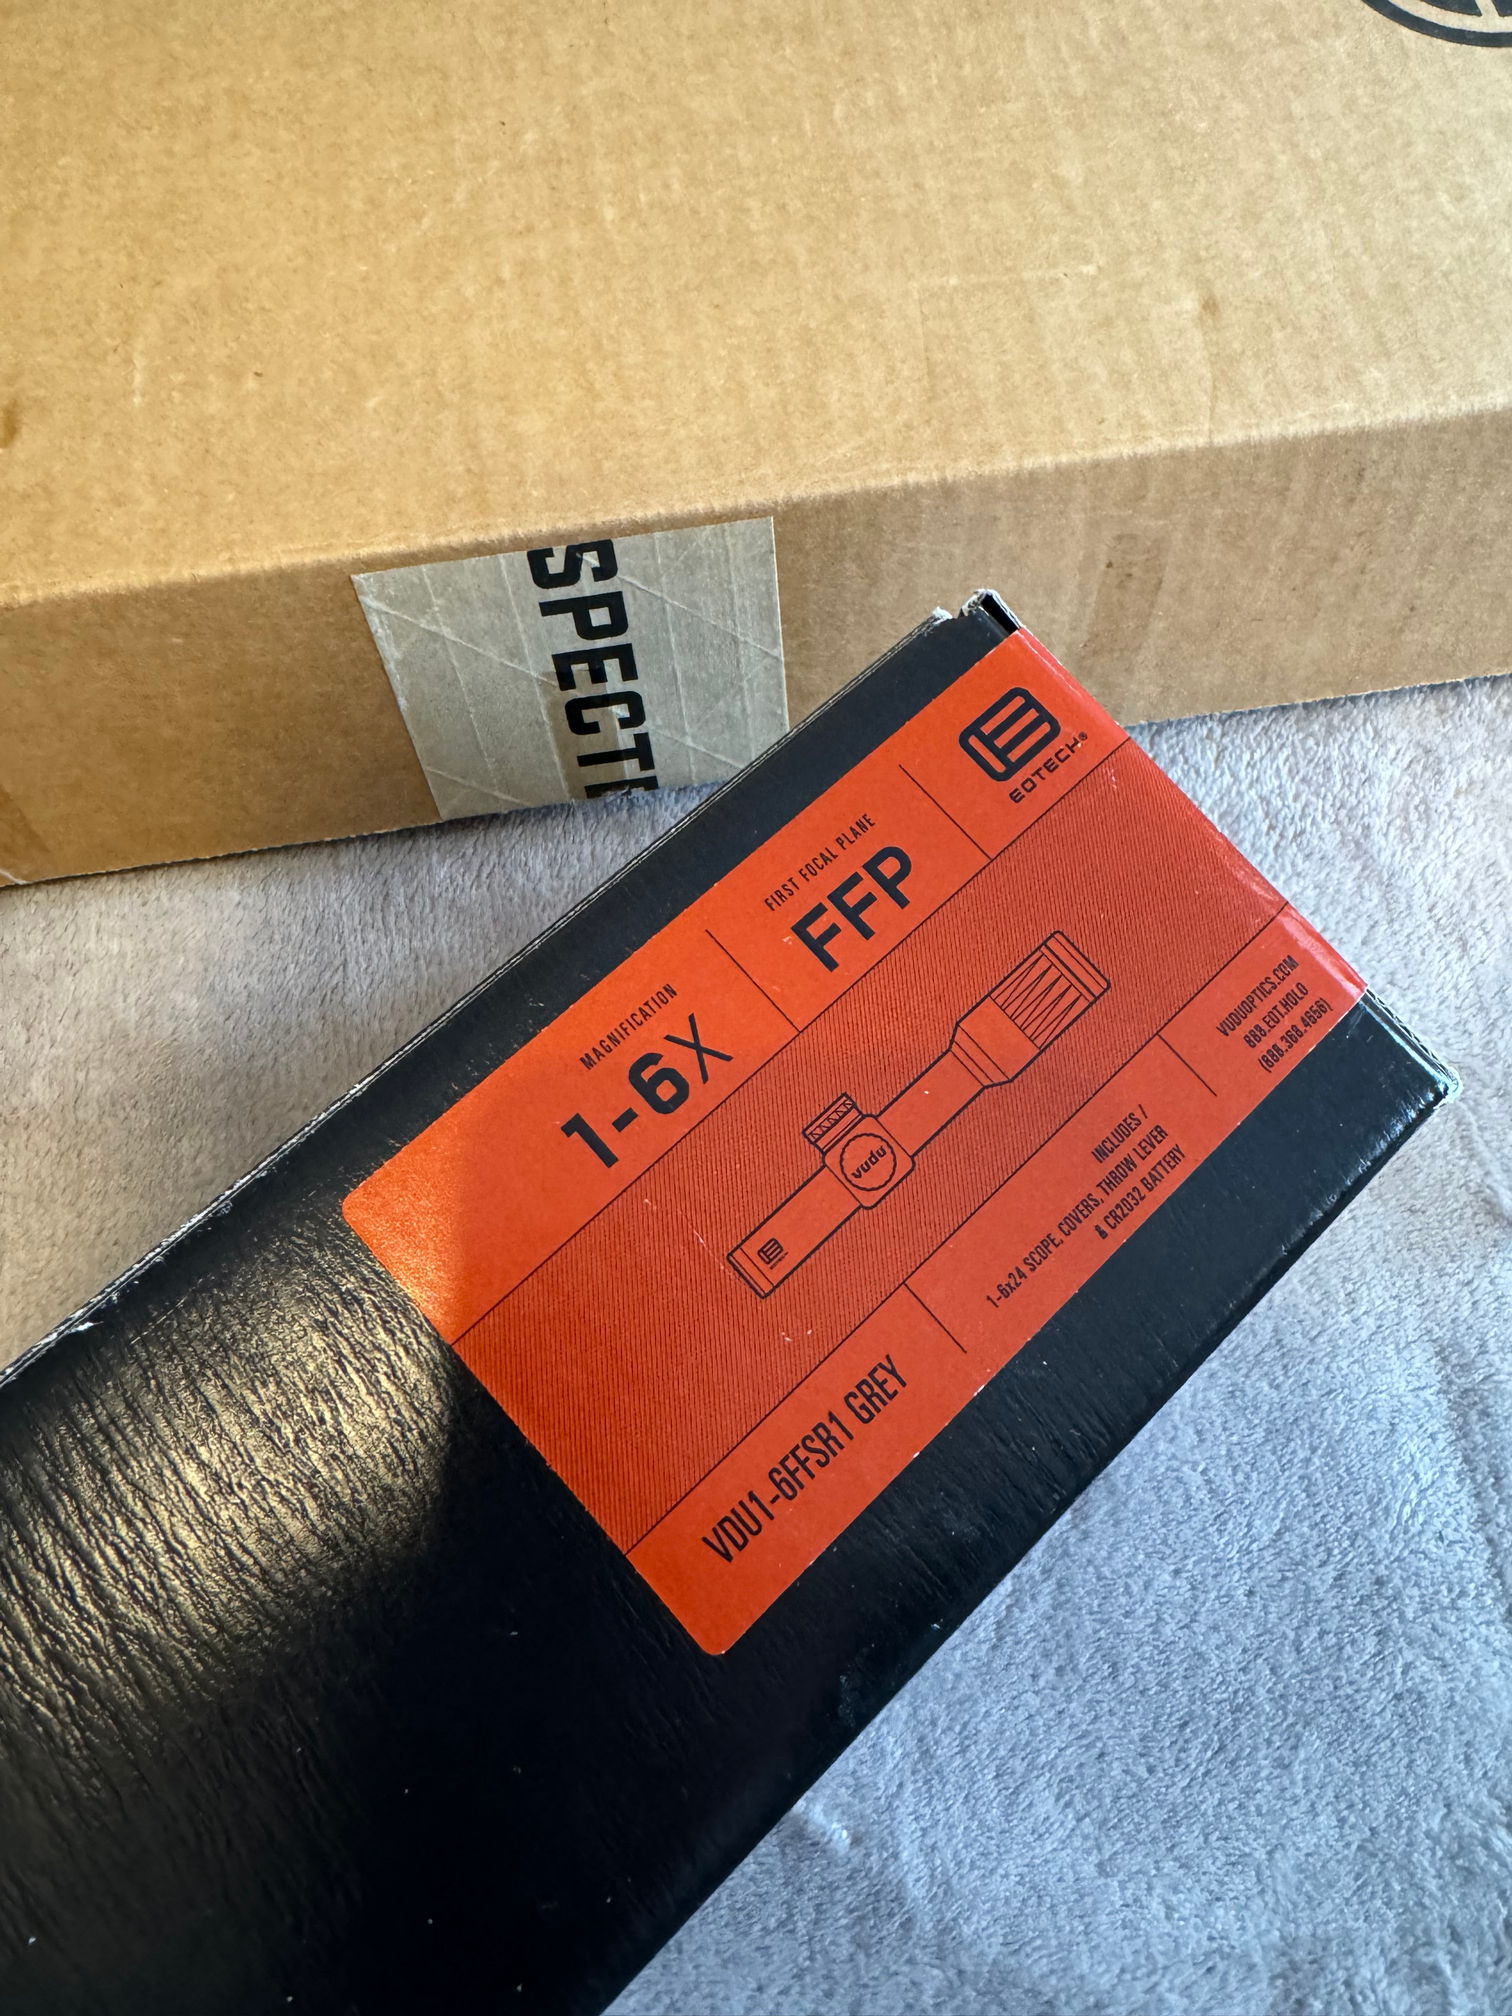 SPECT
EOTECH®
FIRST FOCAL PLANE
FFP
MAGNIFICATION
1-6X
vudu
VUDUOPTICS.COM
888.EOT.HOLO
(888.368.4656)
INCLUDES /
1-6x24 SCOPE, COVERS, THROW LEVER
& CR2032 BATTERY
VDU1-6FFSR1 GREY